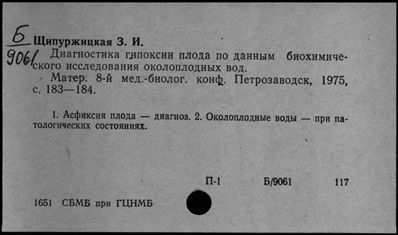 Б
906/
Щипуржицкая З. И.
Диагностика гипоксии плода по данным биохимиче-
ского исследования околоплодных вод.
Матер. 8-й мед.-биолог. конф. Петрозаводск, 1975,
с. 183—184.
1. Асфиксия плода — диагноз. 2. Околоплодные воды — при па-
тологических состояниях.
П-1 Б/9061 117
1651 СБМБ при ГЦНМБ